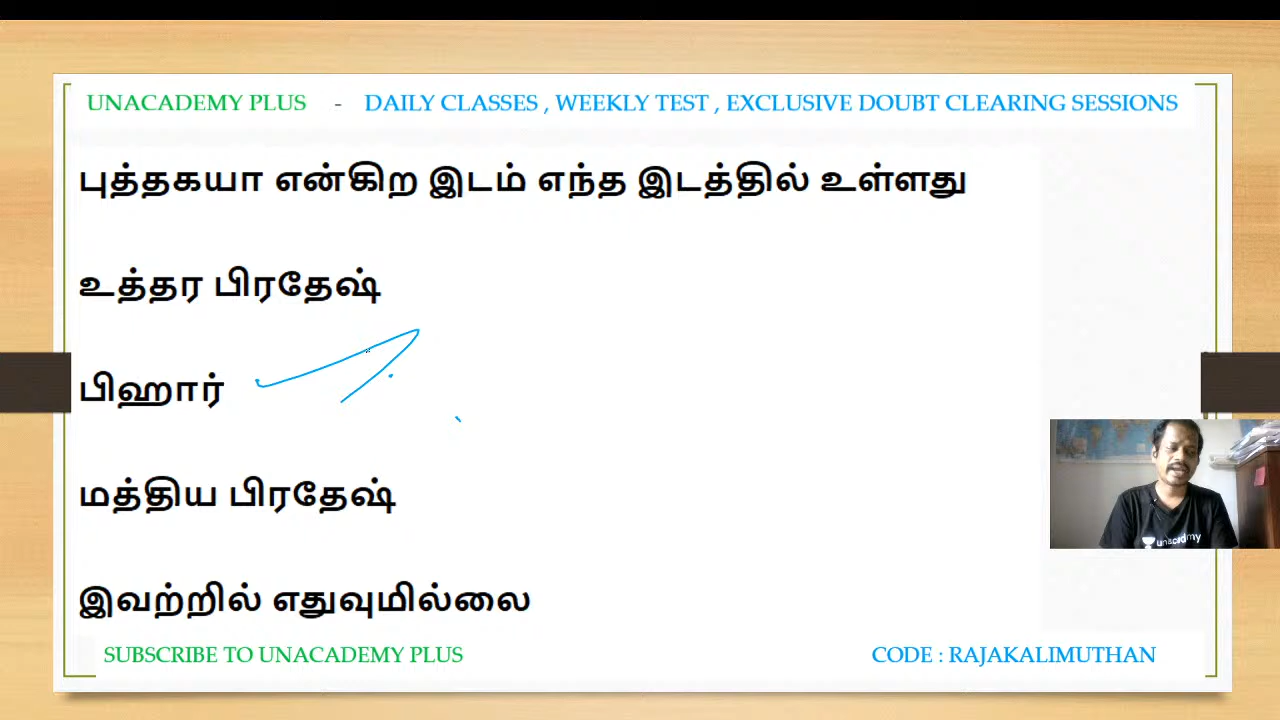 UNACADEMY PLUS - DAILY CLASSES , WEEKLY TEST , EXCLUSIVE DOUBT CLEARING SESSIONS
புத்தகயா என்கிற இடம் எந்த இடத்தில் உள்ளது
உத்தர பிரதேஷ்
பிஹார்
மத்திய பிரதேஷ்
இவற்றில் எதுவுமில்லை
unacademy
SUBSCRIBE TO UNACADEMY PLUS CODE : RAJAKALIMUTHAN